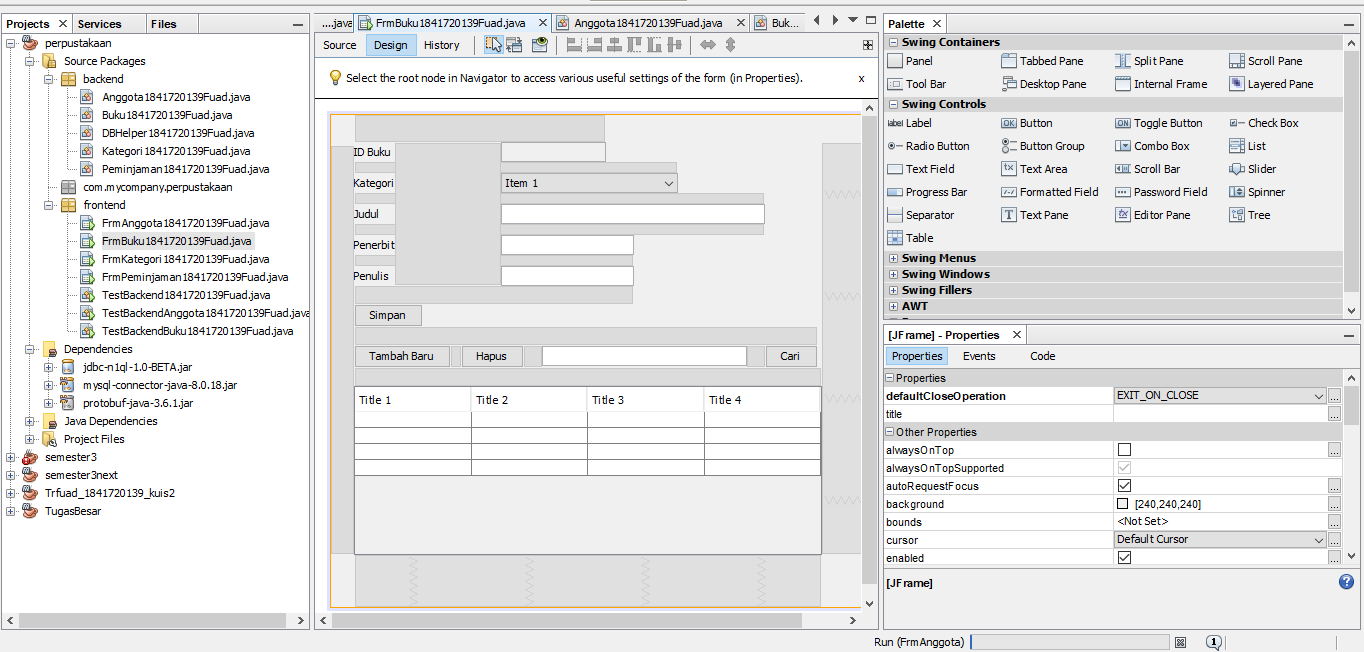 Projects
Services
Files
perpustakaan
Source Packages
backend
Anggota1841720139Fuad.java
Buku1841720139Fuad.java
DBHelper1841720139Fuad.java
Kategori1841720139Fuad.java
Peminjaman1841720139Fuad.java
com.mycompany.perpustakaan
frontend
FrmAnggota1841720139Fuad.java
FrmBuku1841720139Fuad.java
FrmKategori1841720139Fuad.java
FrmPeminjaman1841720139Fuad.java
TestBackend1841720139Fuad.java
TestBackendAnggota1841720139Fuad.java
TestBackendBuku1841720139Fuad.java
Dependencies
jdbc-n1ql-1.0-BETA.jar
mysql-connector-java-8.0.18.jar
protobuf-java-3.6.1.jar
Java Dependencies
Project Files
semester3
semester3next
Trfuad_1841720139_kuis2
TugasBesar
....java
FrmBuku1841720139Fuad.java
Anggota1841720139Fuad.java
Buk...
Source
Design
History
Select the root node in Navigator to access various useful settings of the form (in Properties).
x
ID Buku
Kategori
Item 1
Judul
Penerbit
Penulis
Simpan
Tambah Baru
Hapus
Cari
Title 1
Title 2
Title 3
Title 4
Palette
Swing Containers
Panel
Tabbed Pane
Split Pane
Scroll Pane
Tool Bar
Desktop Pane
Internal Frame
Layered Pane
Swing Controls
label Label
OK Button
ON Toggle Button
Check Box
Radio Button
Button Group
Combo Box
List
Text Field
Text Area
Scroll Bar
Slider
Progress Bar
Formatted Field
Password Field
Spinner
Separator
T Text Pane
Editor Pane
Tree
Table
Swing Menus
Swing Windows
Swing Fillers
AWT
[JFrame] - Properties
Properties
Events
Code
Properties
defaultCloseOperation
EXIT_ON_CLOSE
...
title
...
Other Properties
alwaysOnTop
...
alwaysOnTopSupported
autoRequestFocus
...
background
[240,240,240]
...
bounds
<Not Set>
...
cursor
Default Cursor
...
enabled
...
[JFrame]
?
Run (FrmAnggota)
1